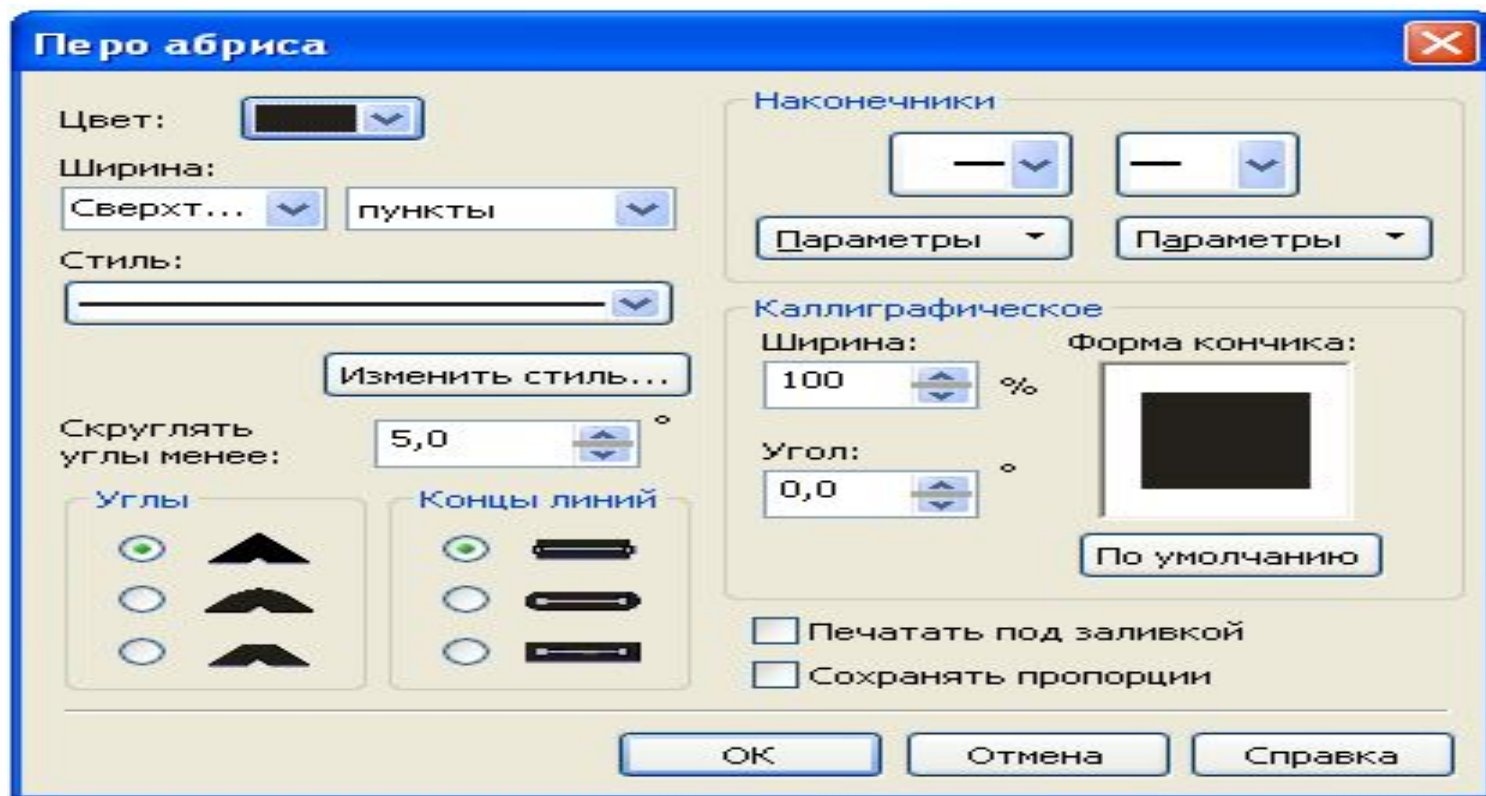 Перо абриса
Цвет:
Ширина:
Сверхт...
пункты
Стиль:
Изменить стиль...
Скруглять
углы менее:
5,0 °
Углы
Концы линий
Наконечники
Параметры
Параметры
Каллиграфическое
Ширина:
100 %
Угол:
0,0 °
Форма кончика:
По умолчанию
Печатать под заливкой
Сохранять пропорции
ОК
Отмена
Справка